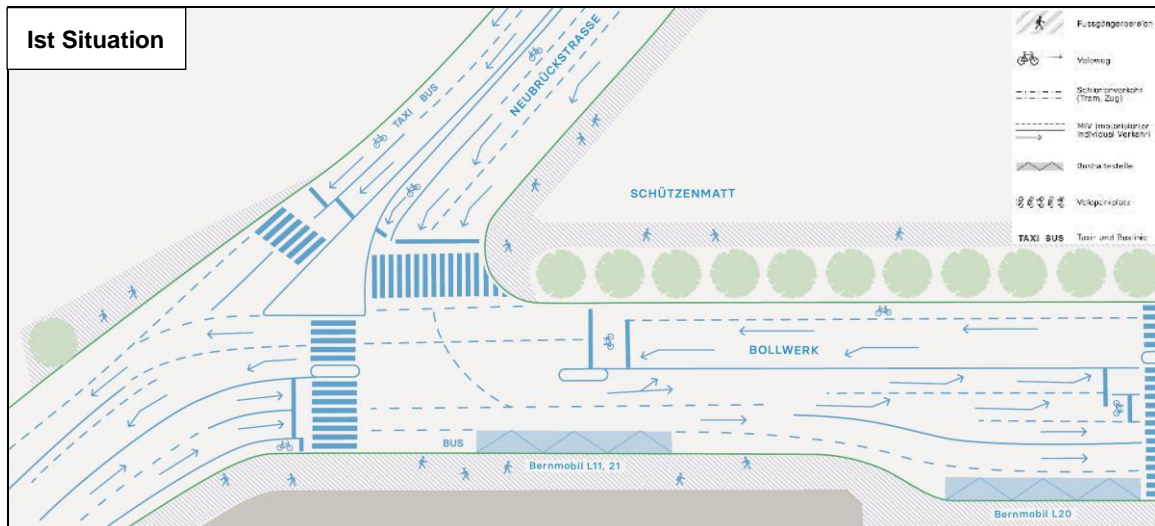 Ist Situation
TAXI BUS
NEUBRÜCKSTRASSE
SCHÜTZENMATT
BOLLWERK
BUS
Bernmobil L11, 21
Bernmobil L20
Fussgängerbereich
Veloweg
Schienenverkehr
(Tram, Zug)
MIV (motorisierter
Individual Verkehr)
Bushaltestelle
Veloparkplatz
TAXI BUS Taxi- und Buslinie